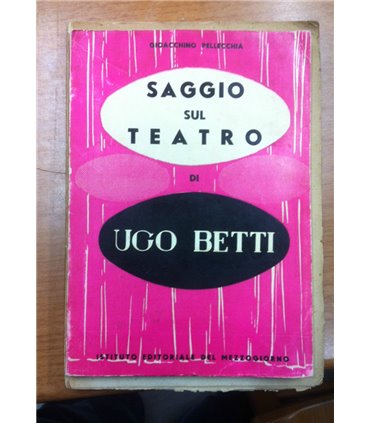 GIOACCHINO PELLECCHIA
SAGGIO
SUL
TEATRO
DI
UGO BETTI
ISTITUTO EDITORIALE DEL MEZZOGIORNO